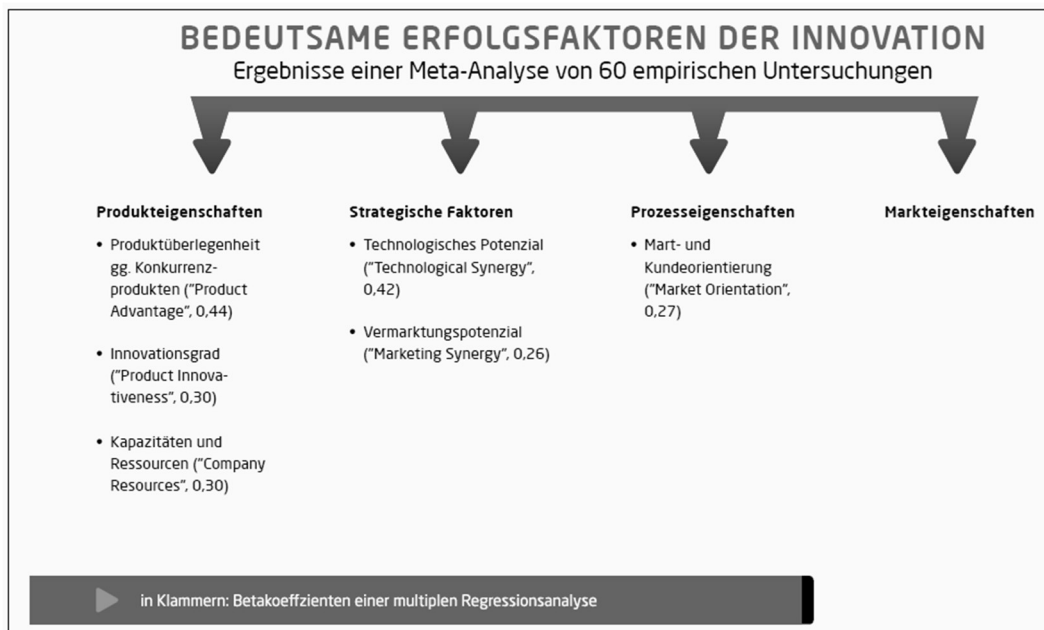 BEDEUTSAME ERFOLGSFAKTOREN DER INNOVATION
Ergebnisse einer Meta-Analyse von 60 empirischen Untersuchungen
Produkteigenschaften
• Produktüberlegenheit
gg. Konkurrenz-
produkten ("Product
Advantage", 0,44)
• Innovationsgrad
("Product Innova-
tiveness", 0,30)
• Kapazitäten und
Ressourcen ("Company
Resources", 0,30)
Strategische Faktoren
• Technologisches Potenzial
("Technological Synergy",
0,42)
• Vermarktungspotenzial
("Marketing Synergy", 0,26)
Prozesseigenschaften
• Mart- und
Kundeorientierung
("Market Orientation",
0,27)
Markteigenschaften
in Klammern: Betakoeffzienten einer multiplen Regressionsanalyse